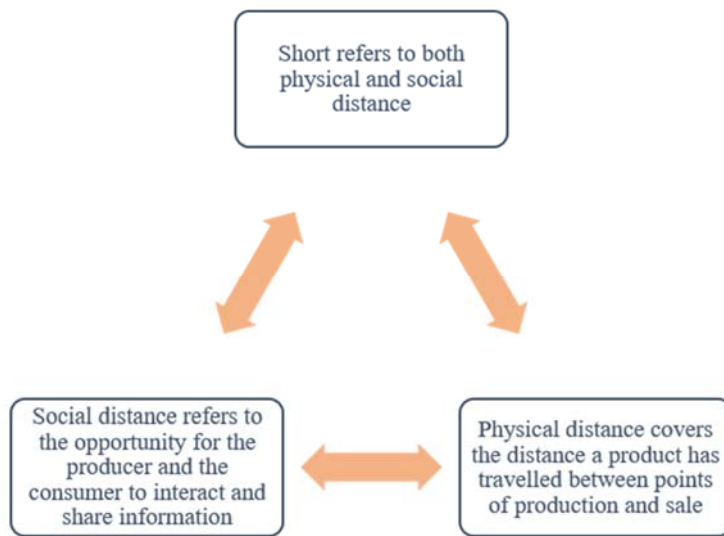 Short refers to both
physical and social
distance
Social distance refers to
the opportunity for the
producer and the
consumer to interact and
share information
Physical distance covers
the distance a product has
travelled between points
of production and sale